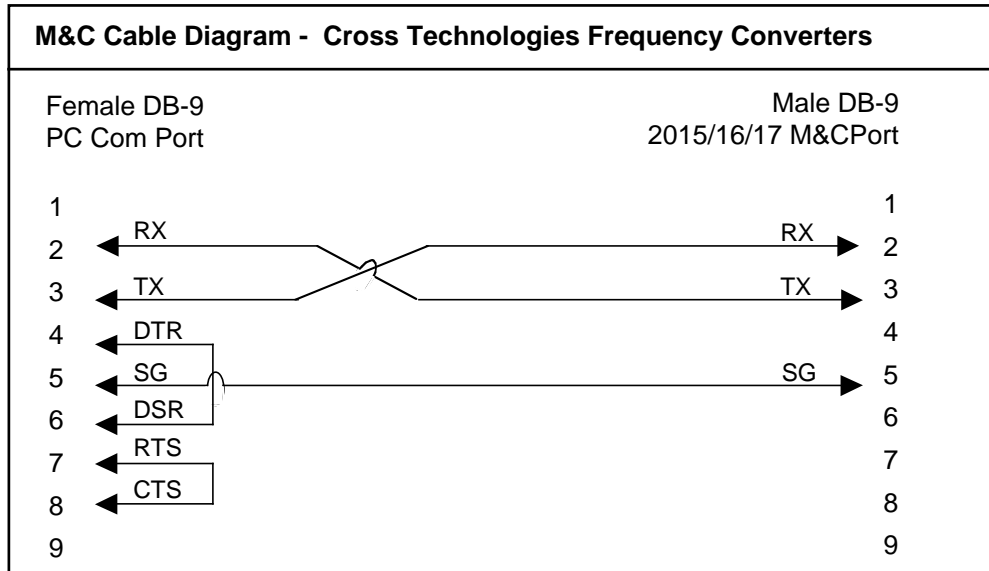 M&C Cable Diagram - Cross Technologies Frequency Converters
Female DB-9 Male DB-9
PC Com Port 2015/16/17 M&CPort
1 1
2 RX RX 2
3 TX TX 3
4 DTR 4
5 SG SG 5
6 DSR 6
7 RTS 7
8 CTS 8
9 9